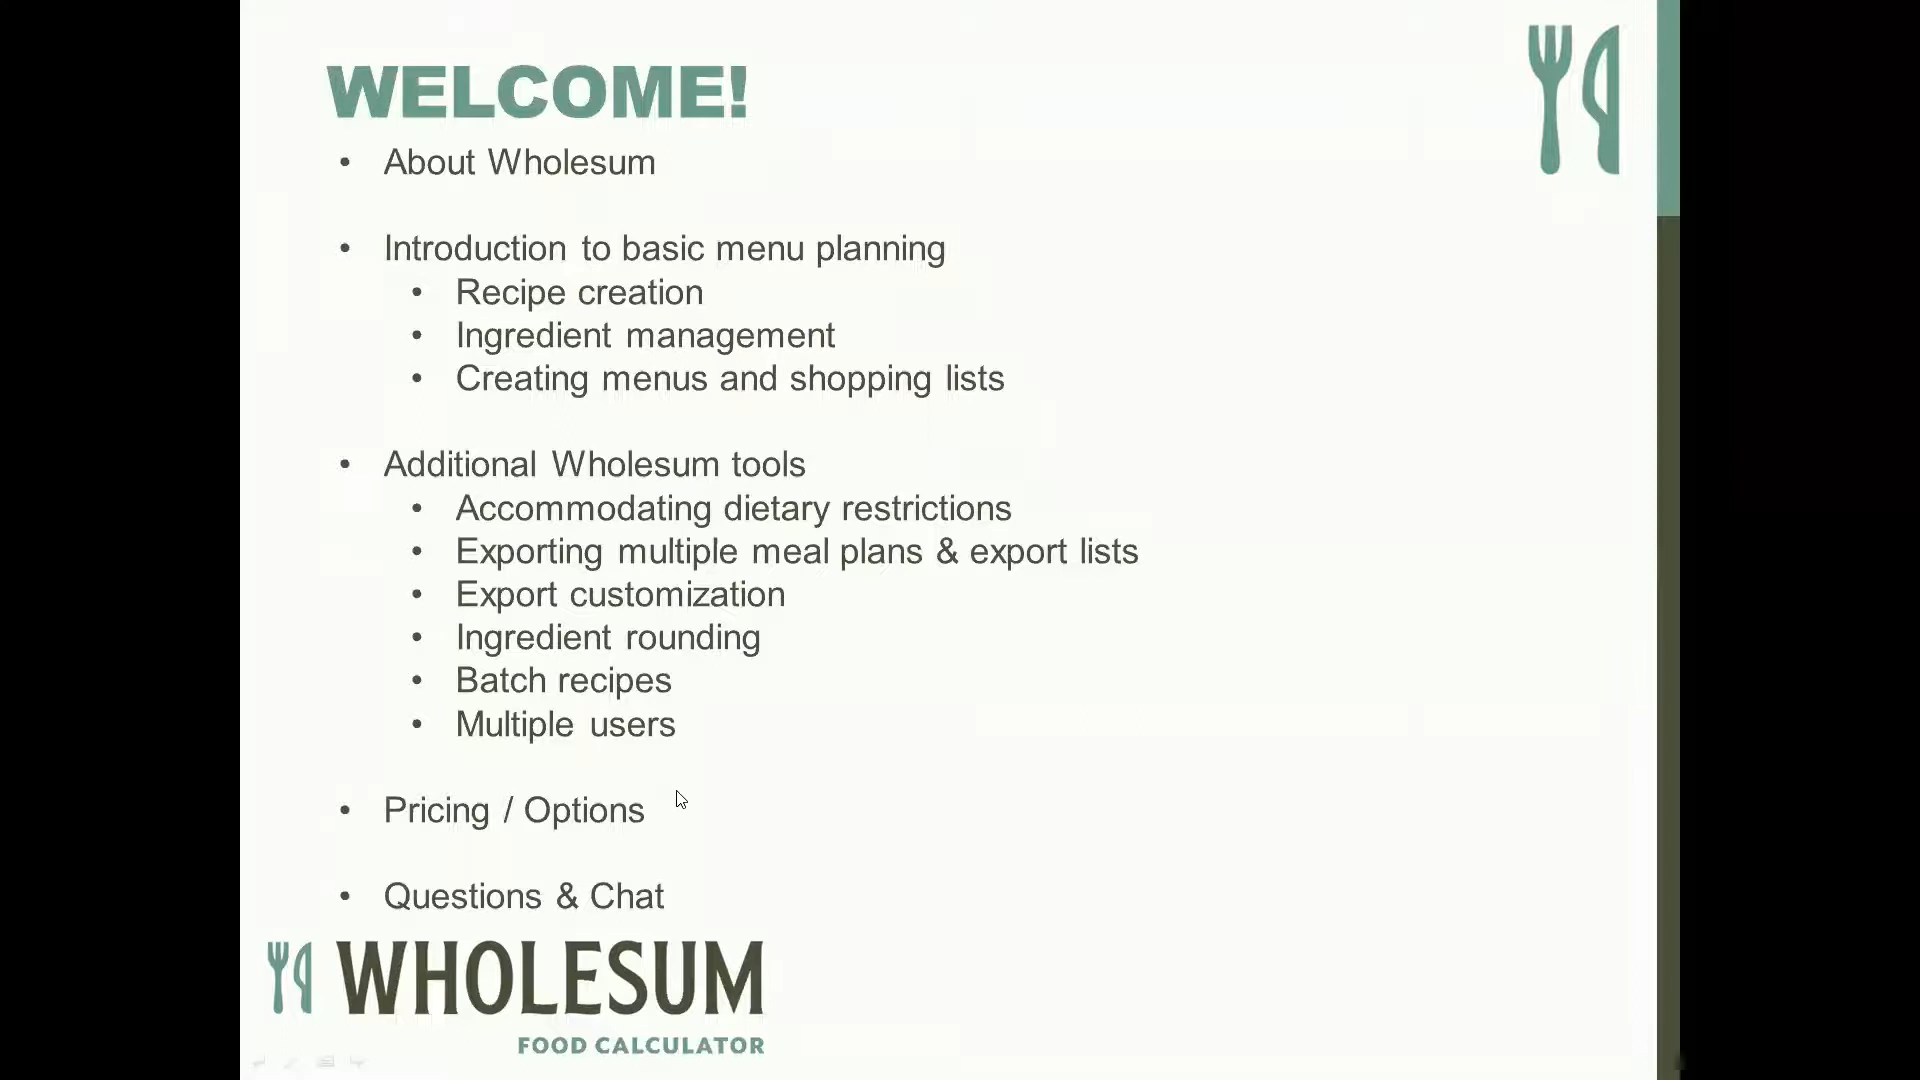 WELCOME!
• About Wholesum
• Introduction to basic menu planning
• Recipe creation
• Ingredient management
• Creating menus and shopping lists
• Additional Wholesum tools
• Accommodating dietary restrictions
• Exporting multiple meal plans & export lists
• Export customization
• Ingredient rounding
• Batch recipes
• Multiple users
• Pricing / Options
• Questions & Chat
WHOLESUM
FOOD CALCULATOR